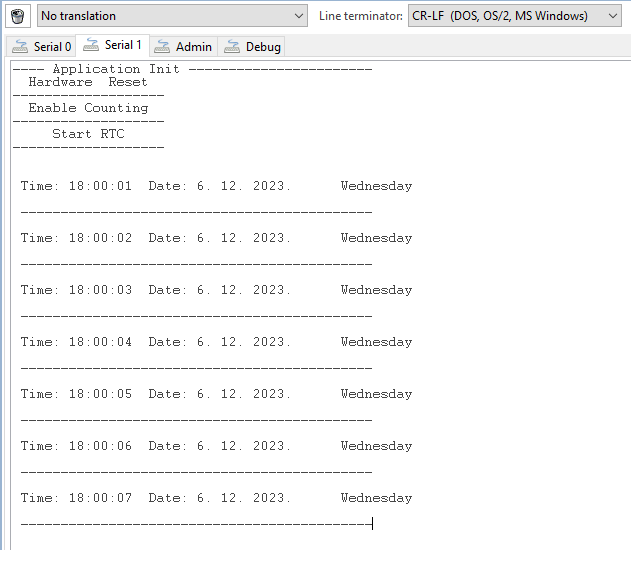 No translation Line terminator: CR-LF (DOS, OS/2, MS Windows)
Serial 0 Serial 1 Admin Debug
---- Application Init -----------------------
Hardware  Reset
-------------------
Enable Counting
-------------------
Start RTC
-------------------
Time: 18:00:01  Date: 6. 12. 2023.      Wednesday
--------------------------------------------
Time: 18:00:02  Date: 6. 12. 2023.      Wednesday
--------------------------------------------
Time: 18:00:03  Date: 6. 12. 2023.      Wednesday
--------------------------------------------
Time: 18:00:04  Date: 6. 12. 2023.      Wednesday
--------------------------------------------
Time: 18:00:05  Date: 6. 12. 2023.      Wednesday
--------------------------------------------
Time: 18:00:06  Date: 6. 12. 2023.      Wednesday
--------------------------------------------
Time: 18:00:07  Date: 6. 12. 2023.      Wednesday
--------------------------------------------